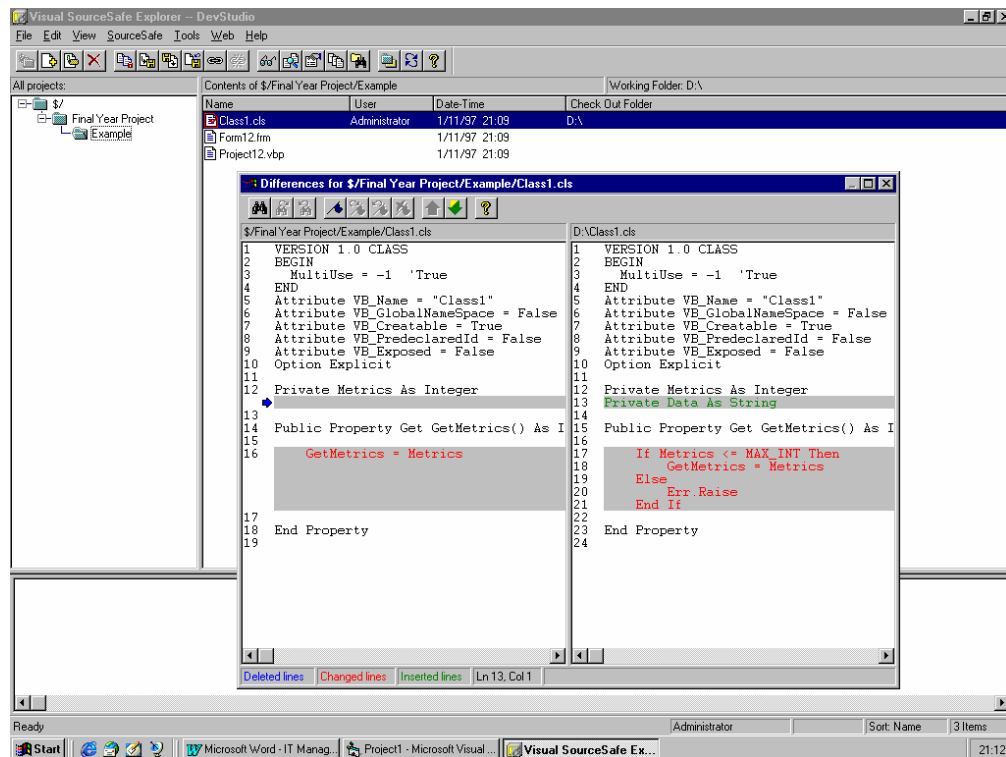 Visual SourceSafe Explorer -- DevStudio
File Edit View SourceSafe Tools Web Help
All projects:
Contents of $/Final Year Project/Example
Working Folder: D:\
$/
Final Year Project
Example
Name User Date-Time Check Out Folder
Class1.cls Administrator 1/11/97 21:09 D:\
Form12.frm 1/11/97 21:09
Project12.vbp 1/11/97 21:09
Differences for $/Final Year Project/Example/Class1.cls
$/Final Year Project/Example/Class1.cls
1 VERSION 1.0 CLASS
2 BEGIN
3 MultiUse = -1 'True
4 END
5 Attribute VB_Name = "Class1"
6 Attribute VB_GlobalNameSpace = False
7 Attribute VB_Creatable = True
8 Attribute VB_PredeclaredId = False
9 Attribute VB_Exposed = False
10 Option Explicit
11
12 Private Metrics As Integer
13
14 Public Property Get GetMetrics() As I
15
16 GetMetrics = Metrics
17
18 End Property
19
D:\Class1.cls
1 VERSION 1.0 CLASS
2 BEGIN
3 MultiUse = -1 'True
4 END
5 Attribute VB_Name = "Class1"
6 Attribute VB_GlobalNameSpace = False
7 Attribute VB_Creatable = True
8 Attribute VB_PredeclaredId = False
9 Attribute VB_Exposed = False
10 Option Explicit
11
12 Private Metrics As Integer
13 Private Data As String
14
15 Public Property Get GetMetrics() As I
16
17 If Metrics <= MAX_INT Then
18 GetMetrics = Metrics
19 Else
20 Err.Raise
21 End If
22
23 End Property
24
Deleted lines Changed lines Inserted lines Ln 13, Col 1
Ready Administrator Sort: Name 3 Items
Start Microsoft Word - IT Manag... Project1 - Microsoft Visual ... Visual SourceSafe Ex... 21:12